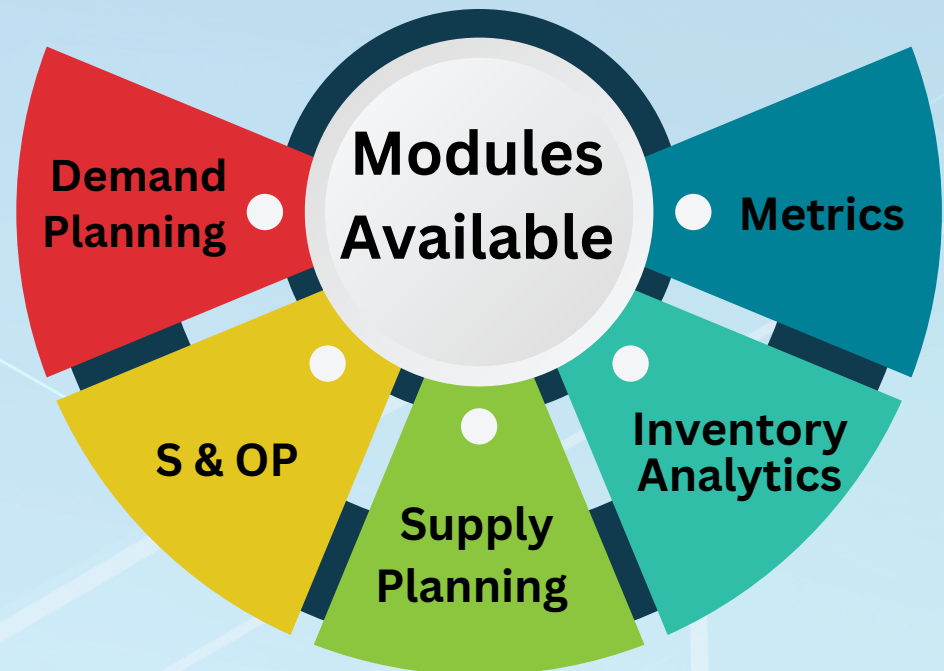 Modules
Available
Demand
Planning
S & OP
Supply
Planning
Inventory
Analytics
Metrics